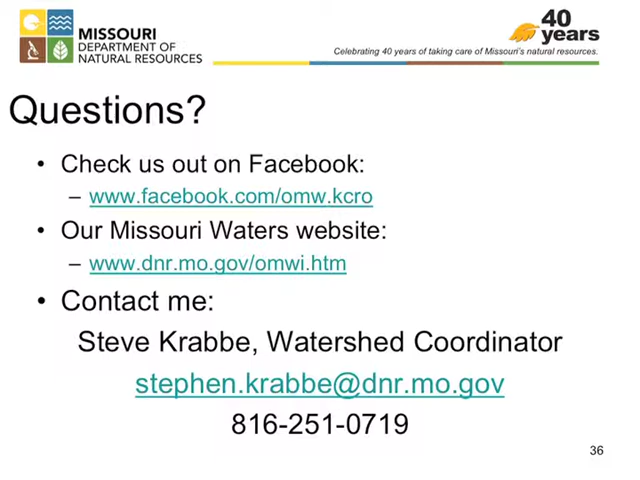 MISSOURI
DEPARTMENT OF
NATURAL RESOURCES
40
years
Celebrating 40 years of taking care of Missouri's natural resources.
Questions?
• Check us out on Facebook:
– www.facebook.com/omw.kcro
• Our Missouri Waters website:
– www.dnr.mo.gov/omwi.htm
• Contact me:
Steve Krabbe, Watershed Coordinator
stephen.krabbe@dnr.mo.gov
816-251-0719
36